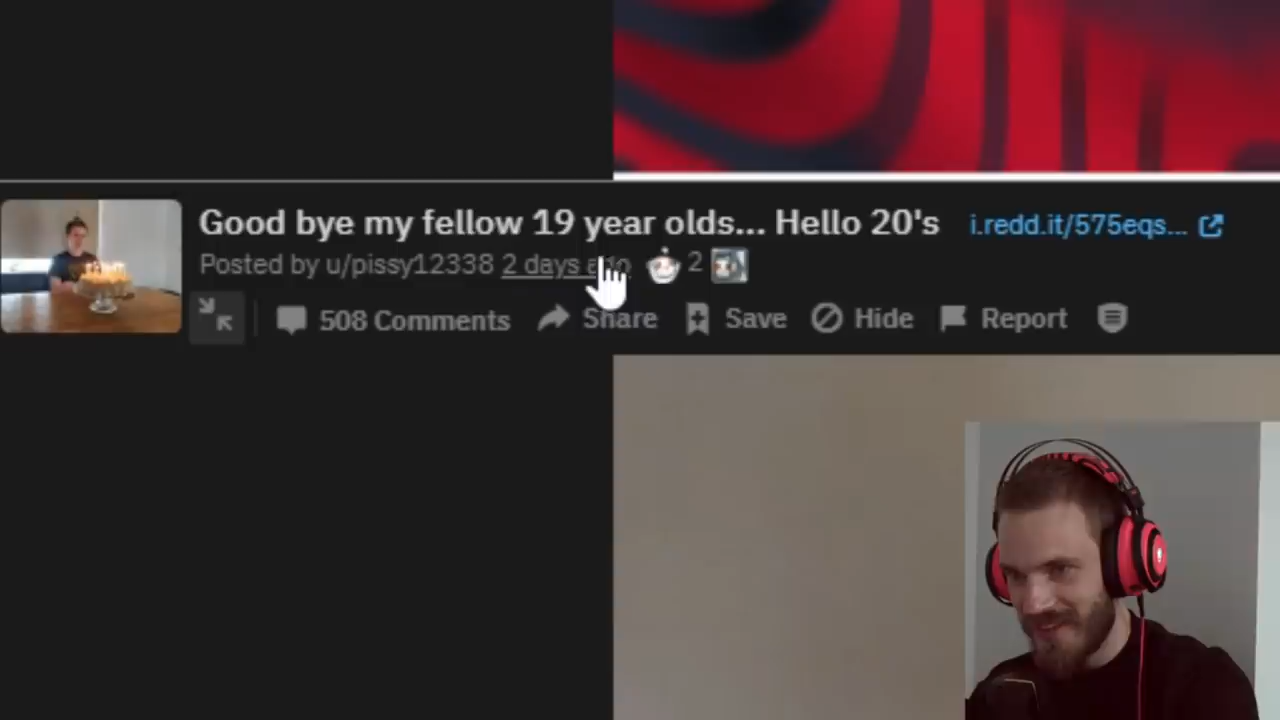 Good bye my fellow 19 year olds... Hello 20's i.redd.it/575eqs...
Posted by u/pissy12338 2 days ago 2
508 Comments Share Save Hide Report